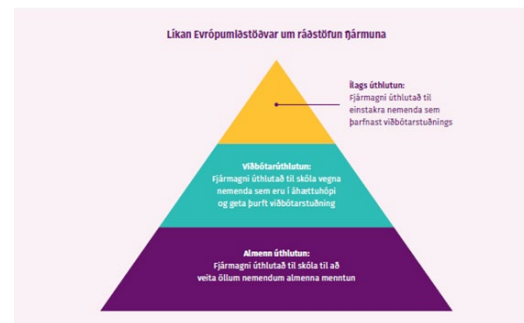 Líkan Evrópumiðstöðvar um ráðstöfun fjármuna
Ílags úthlutun:
Fjármagni úthlutað til
einstakra nemenda sem
þarfnast viðbótarstuðnings
Viðbótarúthlutun:
Fjármagni úthlutað til skóla vegna
nemenda sem eru í áhættuhópi
og geta þurft viðbótarstuðning
Almenn úthlutun:
Fjármagni úthlutað til skóla til að
veita öllum nemendum almenna menntun